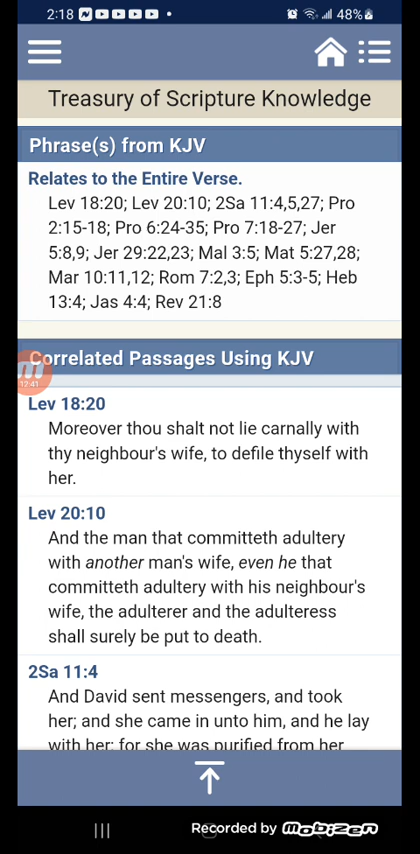 2:18
48%
Treasury of Scripture Knowledge
Phrase(s) from KJV
Relates to the Entire Verse.
Lev 18:20; Lev 20:10; 2Sa 11:4,5,27; Pro
2:15-18; Pro 6:24-35; Pro 7:18-27; Jer
5:8,9; Jer 29:22,23; Mal 3:5; Mat 5:27,28;
Mar 10:11,12; Rom 7:2,3; Eph 5:3-5; Heb
13:4; Jas 4:4; Rev 21:8
Correlated Passages Using KJV
12:41
Lev 18:20
Moreover thou shalt not lie carnally with
thy neighbour's wife, to defile thyself with
her.
Lev 20:10
And the man that committeth adultery
with another man's wife, even he that
committeth adultery with his neighbour's
wife, the adulterer and the adulteress
shall surely be put to death.
2Sa 11:4
And David sent messengers, and took
her; and she came in unto him, and he lay
with her; for she was purified from her
Recorded by Mobizen